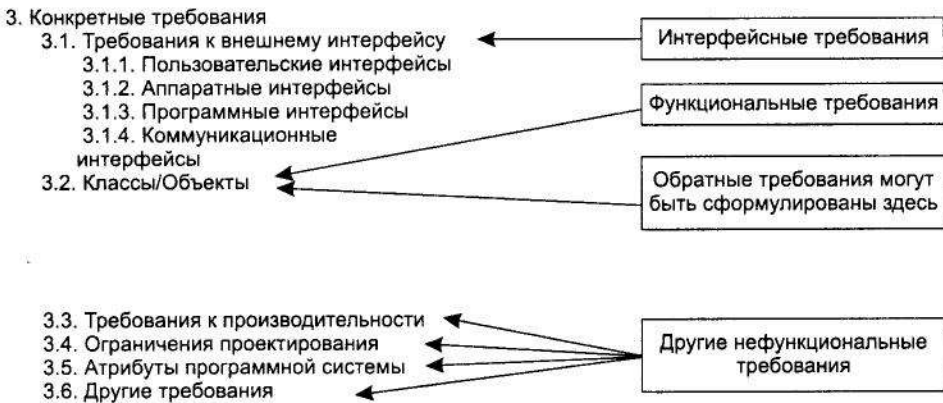 3. Конкретные требования
3.1. Требования к внешнему интерфейсу
3.1.1. Пользовательские интерфейсы
3.1.2. Аппаратные интерфейсы
3.1.3. Программные интерфейсы
3.1.4. Коммуникационные
интерфейсы
3.2. Классы/Объекты
Интерфейсные требования
Функциональные требования
Обратные требования могут
быть сформулированы здесь
3.3. Требования к производительности
3.4. Ограничения проектирования
3.5. Атрибуты программной системы
3.6. Другие требования
Другие нефункциональные
требования